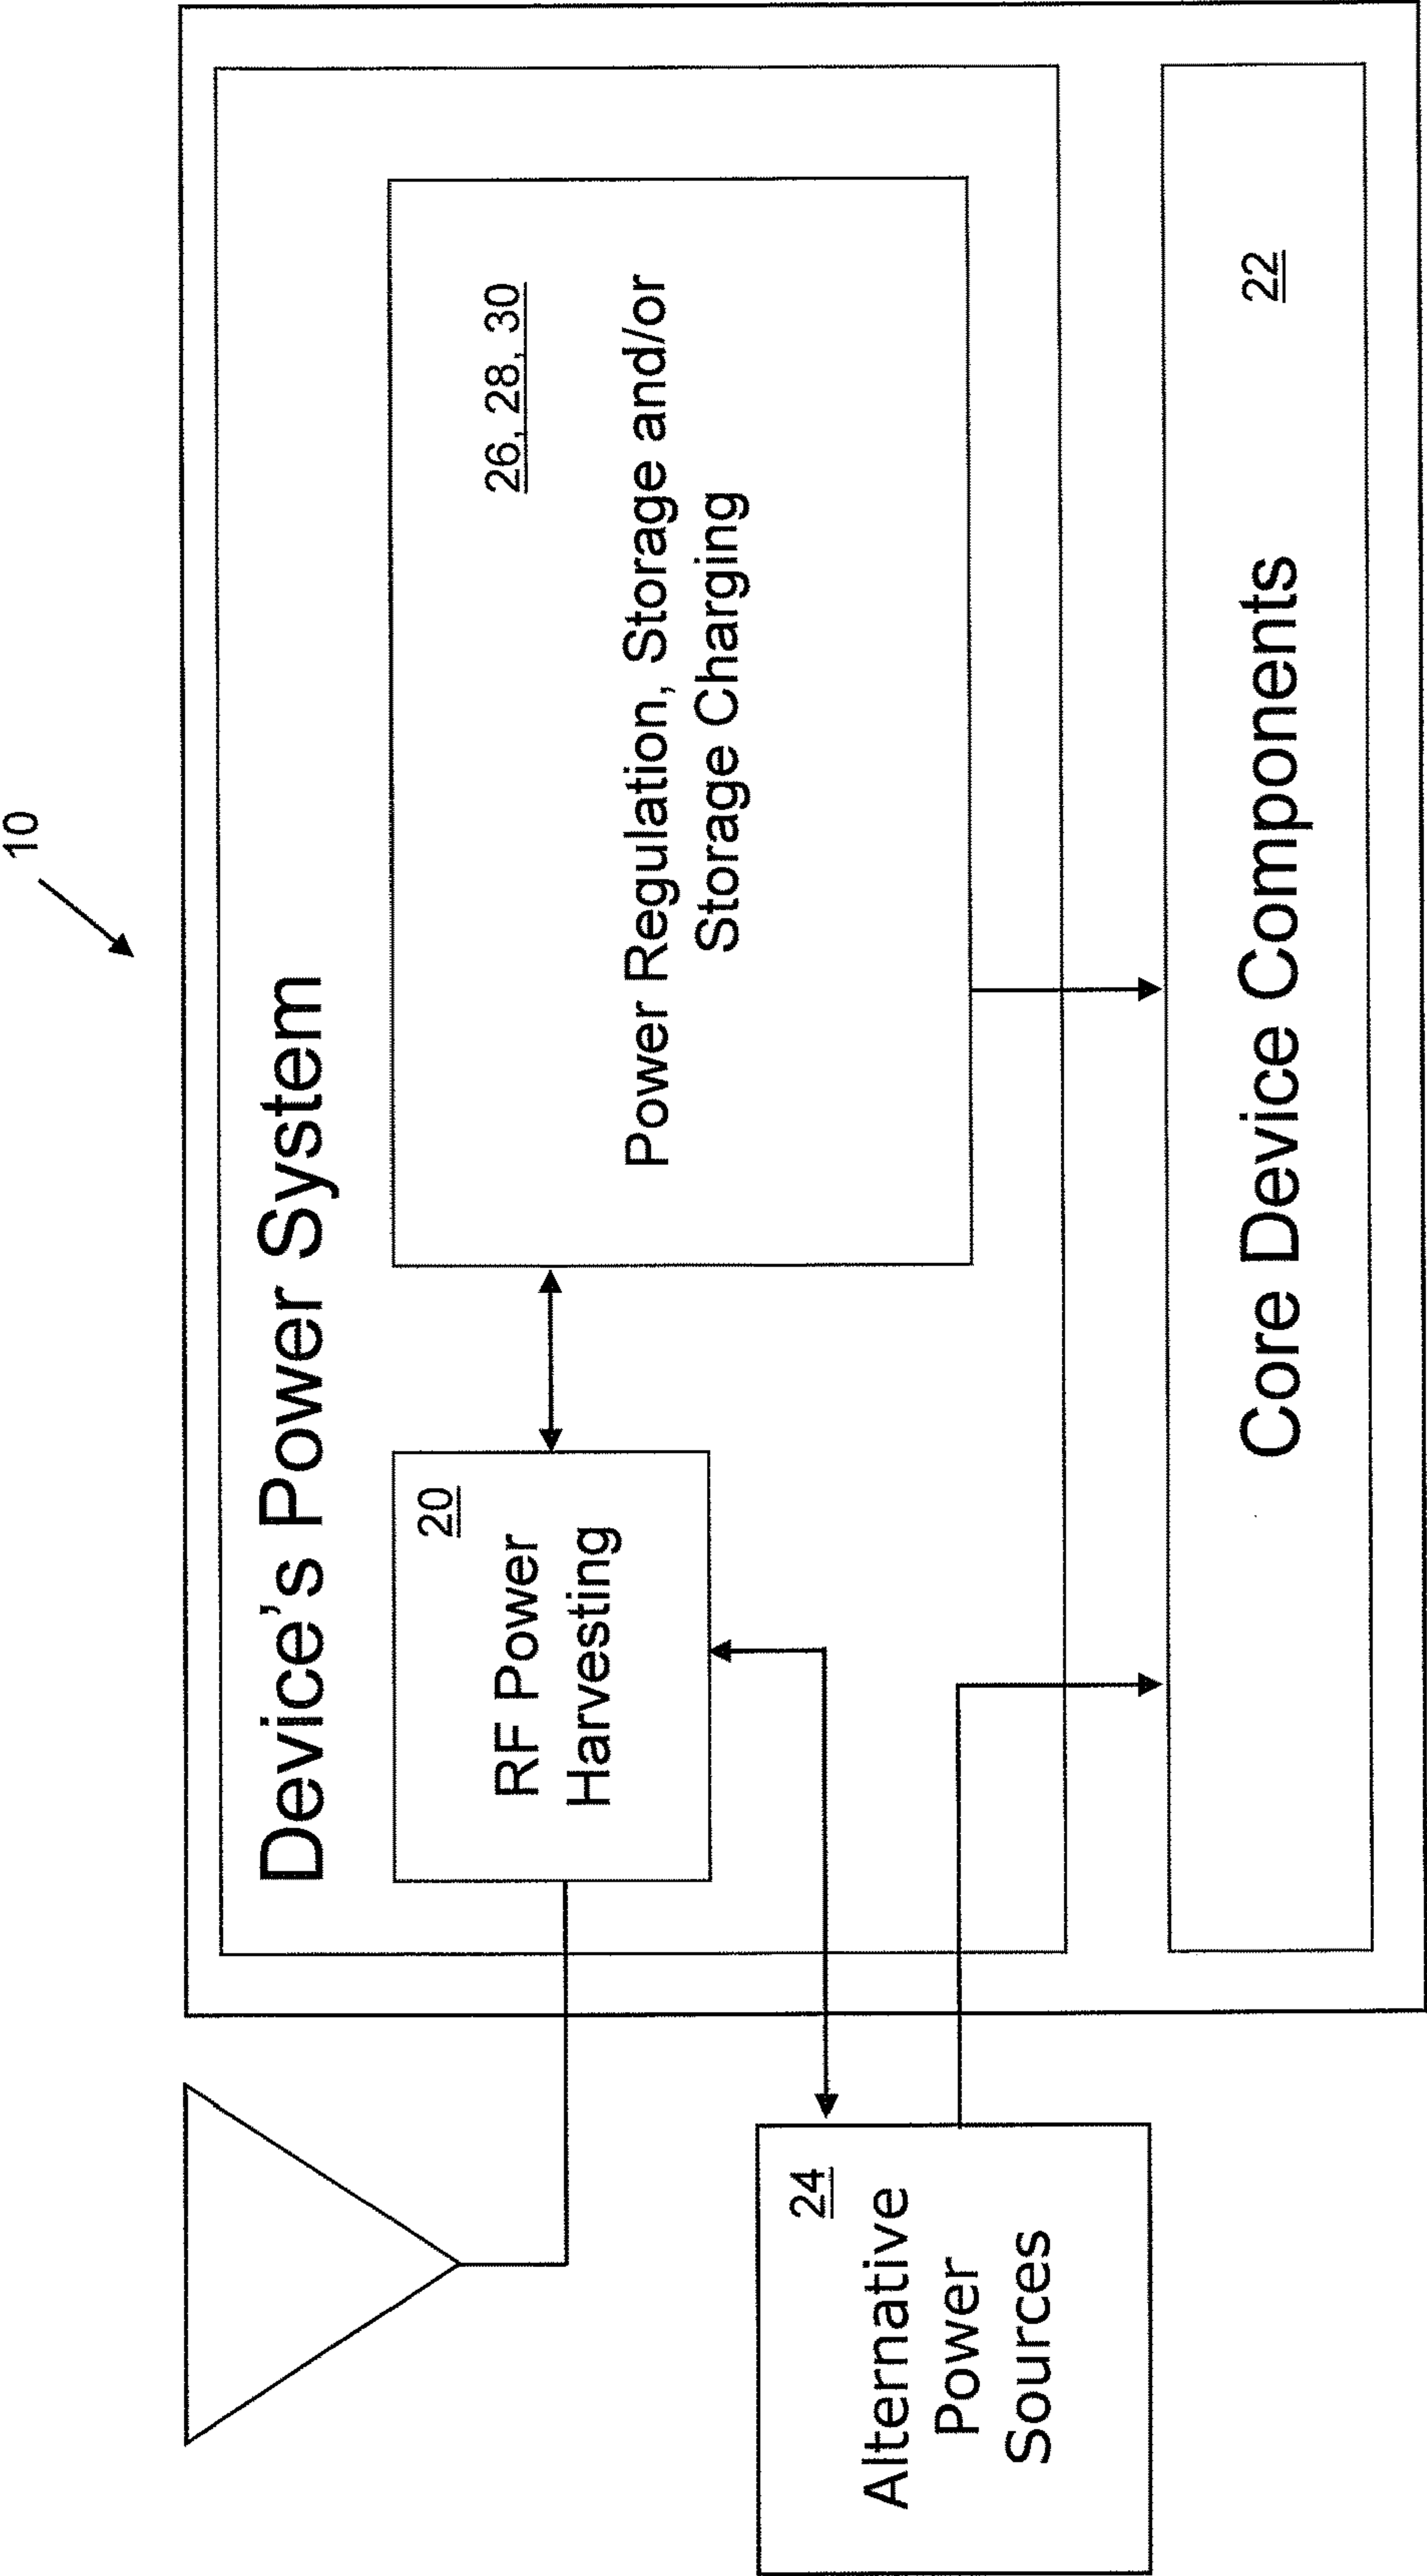 10
Device's Power System
20
RF Power
Harvesting
26, 28, 30
Power Regulation, Storage and/or
Storage Charging
24
Alternative
Power
Sources
Core Device Components
22